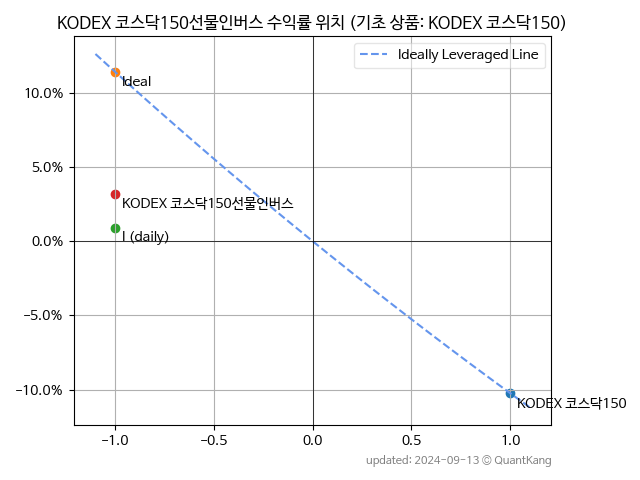 KODEX 코스닥150선물인버스 수익률 위치 (기초 상품: KODEX 코스닥150)
Ideally Leveraged Line
Ideal
10.0%
5.0%
KODEX 코스닥150선물인버스
I (daily)
0.0%
−5.0%
−10.0%
KODEX 코스닥150
−1.0 −0.5 0.0 0.5 1.0
updated: 2024-09-13 © QuantKang